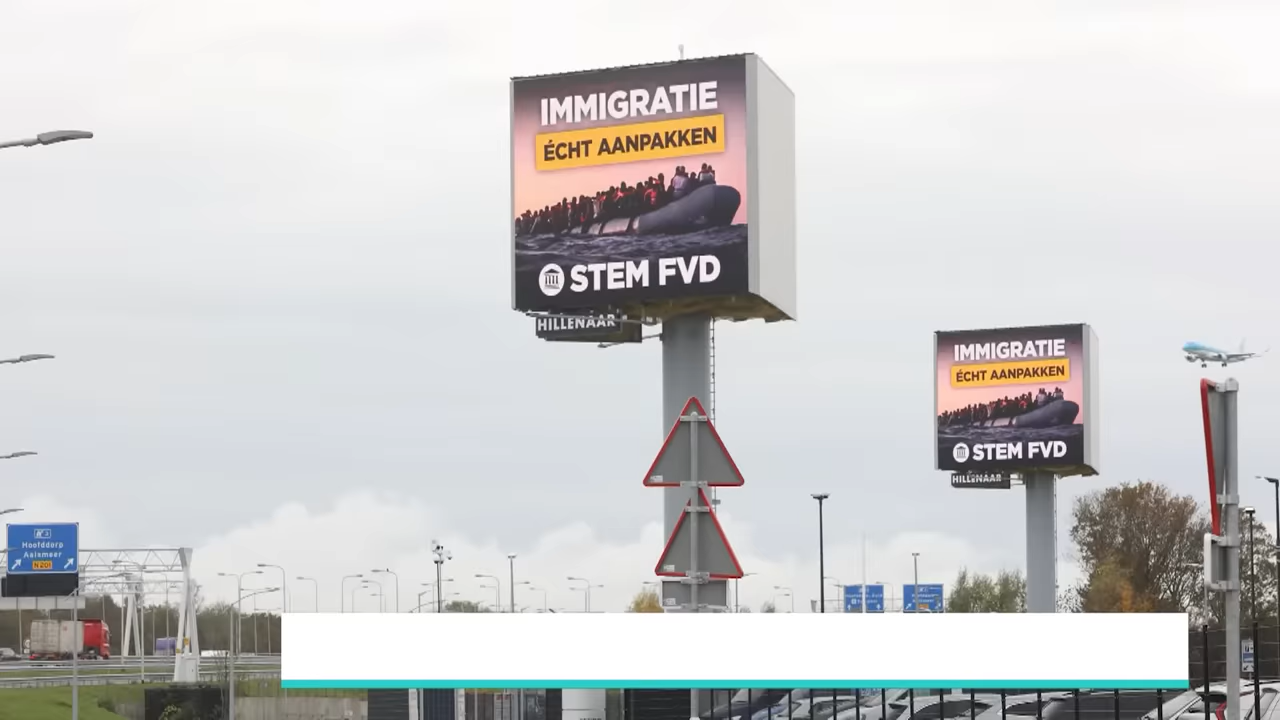 IMMIGRATIE
ÉCHT AANPAKKEN
STEM FVD
HILLENAAR
IMMIGRATIE
ÉCHT AANPAKKEN
STEM FVD
HILLENAAR
Hoofddorp
Aalsmeer
N201